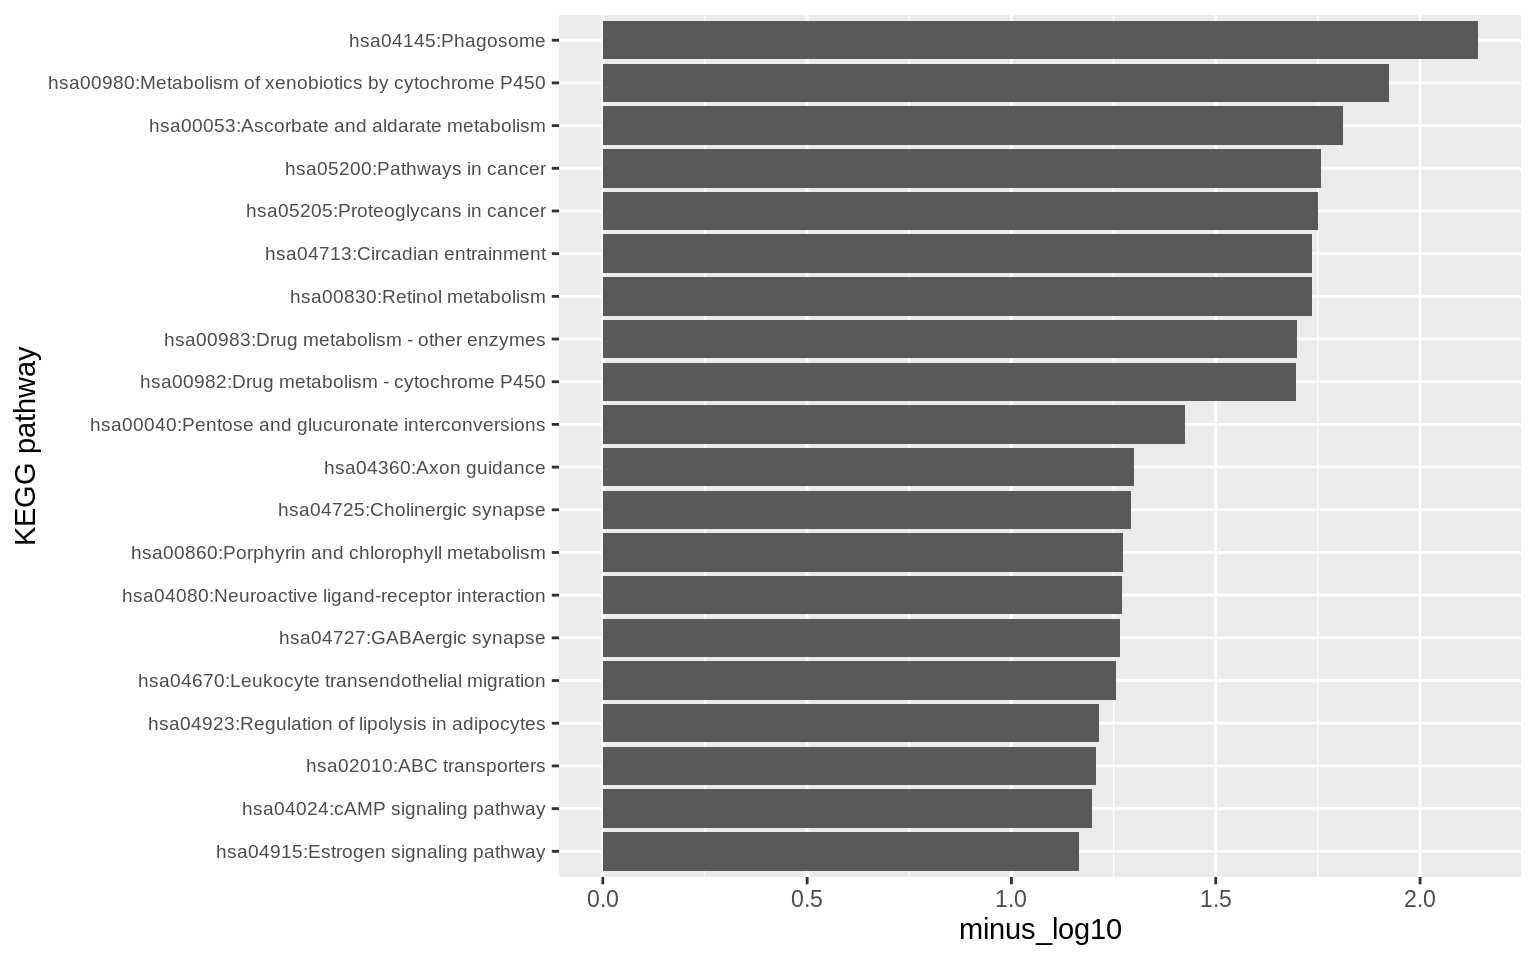 hsa04145:Phagosome
hsa00980:Metabolism of xenobiotics by cytochrome P450
hsa00053:Ascorbate and aldarate metabolism
hsa05200:Pathways in cancer
hsa05205:Proteoglycans in cancer
hsa04713:Circadian entrainment
hsa00830:Retinol metabolism
hsa00983:Drug metabolism - other enzymes
hsa00982:Drug metabolism - cytochrome P450
hsa00040:Pentose and glucuronate interconversions
hsa04360:Axon guidance
hsa04725:Cholinergic synapse
hsa00860:Porphyrin and chlorophyll metabolism
hsa04080:Neuroactive ligand-receptor interaction
hsa04727:GABAergic synapse
hsa04670:Leukocyte transendothelial migration
hsa04923:Regulation of lipolysis in adipocytes
hsa02010:ABC transporters
hsa04024:cAMP signaling pathway
hsa04915:Estrogen signaling pathway
KEGG pathway
0.0 0.5 1.0 1.5 2.0
minus_log10